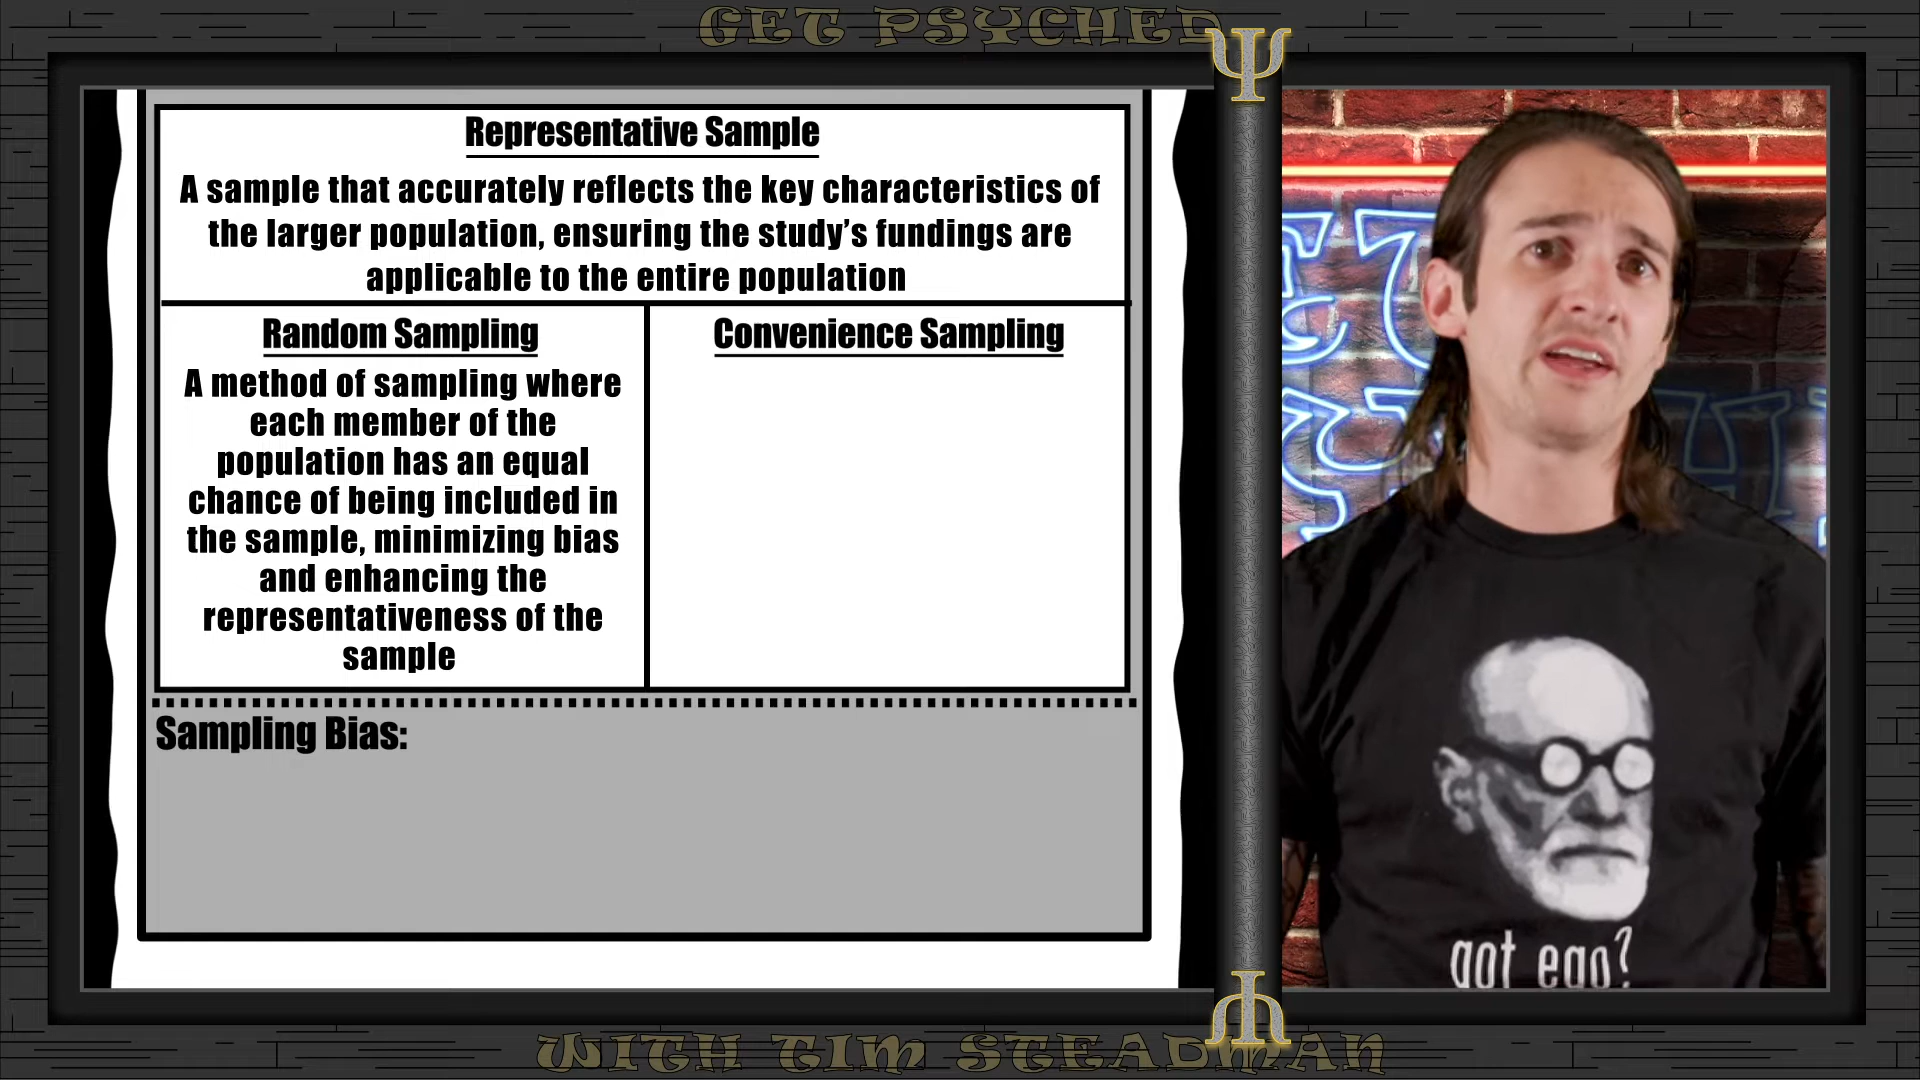 GET PSYCHED
Representative Sample
A sample that accurately reflects the key characteristics of
the larger population, ensuring the study’s fundings are
applicable to the entire population
Random Sampling
A method of sampling where
each member of the
population has an equal
chance of being included in
the sample, minimizing bias
and enhancing the
representativeness of the
sample
Convenience Sampling
Sampling Bias:
got ego?
WITH TIM STEADMAN